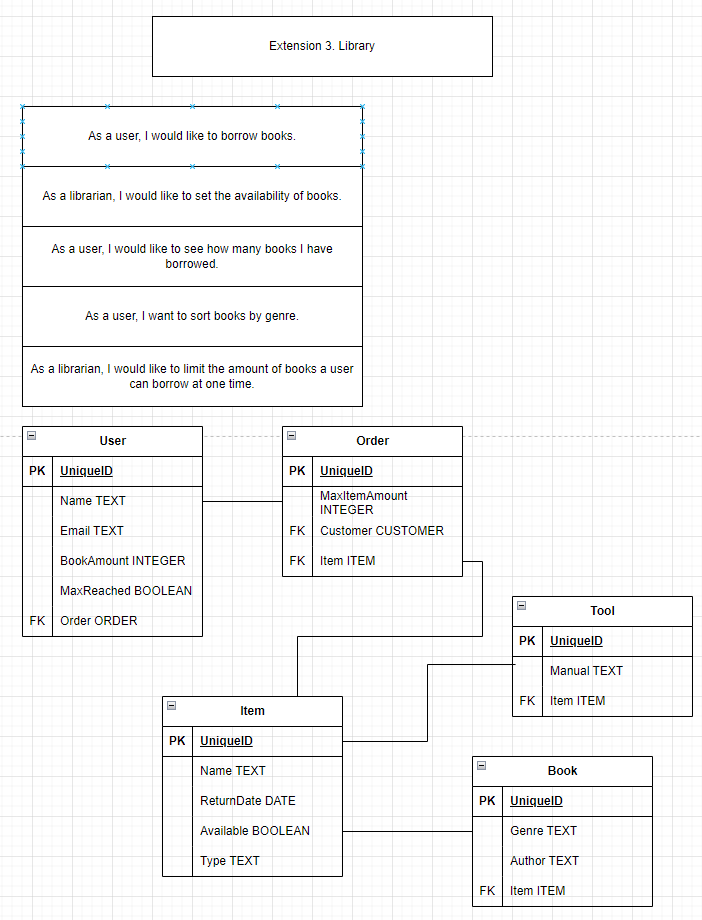 Extension 3. Library
As a user, I would like to borrow books.
As a librarian, I would like to set the availability of books.
As a user, I would like to see how many books I have
borrowed.
As a user, I want to sort books by genre.
As a librarian, I would like to limit the amount of books a user
can borrow at one time.
User
PK UniqueID
Name TEXT
Email TEXT
BookAmount INTEGER
MaxReached BOOLEAN
FK Order ORDER
Order
PK UniqueID
MaxItemAmount
INTEGER
FK Customer CUSTOMER
FK Item ITEM
Tool
PK UniqueID
Manual TEXT
FK Item ITEM
Item
PK UniqueID
Name TEXT
ReturnDate DATE
Available BOOLEAN
Type TEXT
Book
PK UniqueID
Genre TEXT
Author TEXT
FK Item ITEM